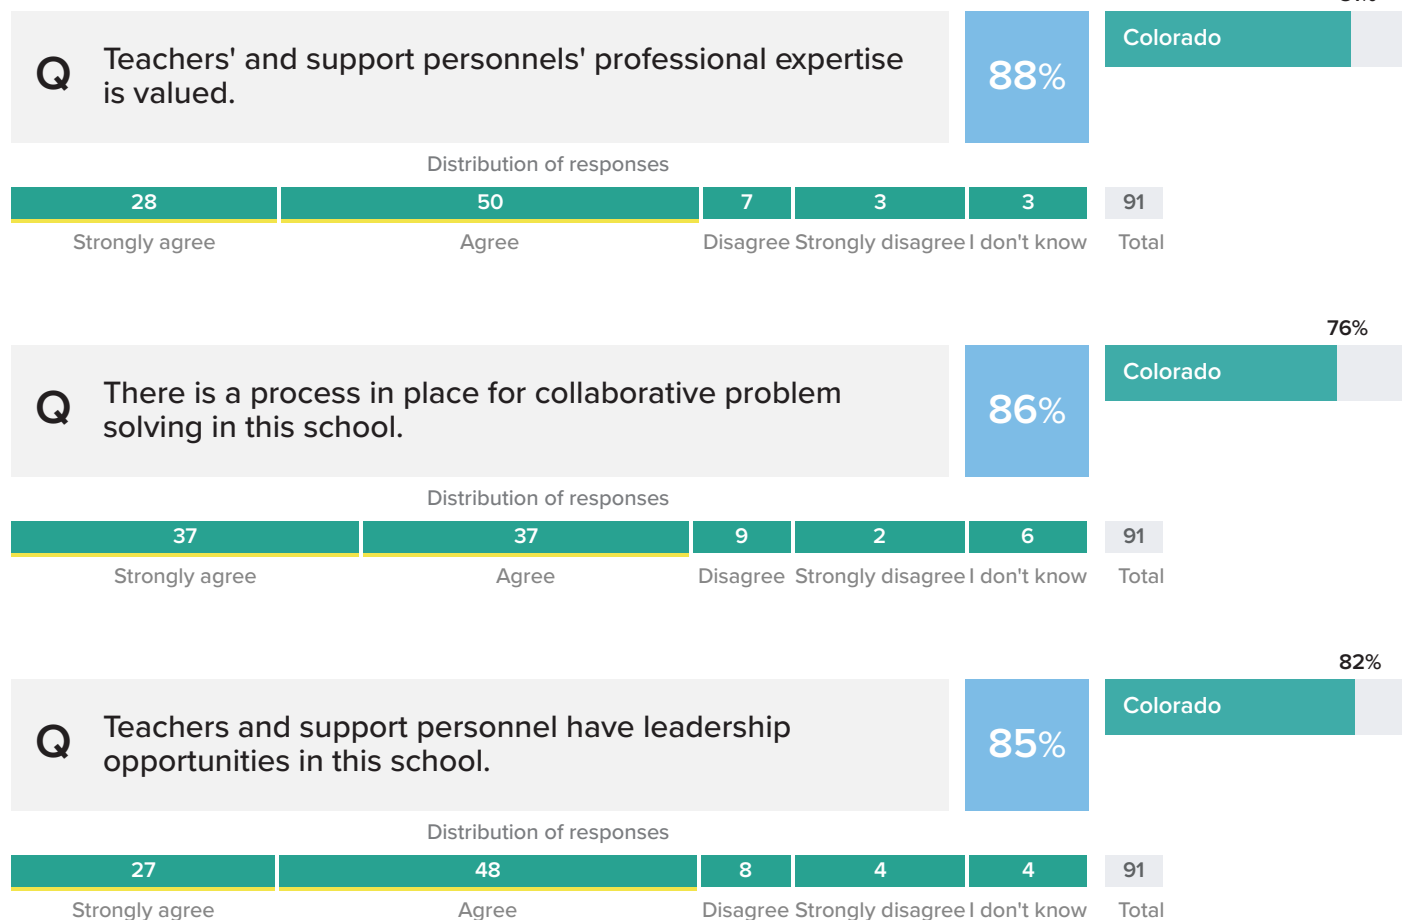 Q
Teachers' and support personnels' professional expertise
is valued.
88%
Colorado
Distribution of responses
28 50 7 3 3 91
Strongly agree Agree Disagree Strongly disagree I don't know Total
76%
Q
There is a process in place for collaborative problem
solving in this school.
86%
Colorado
Distribution of responses
37 37 9 2 6 91
Strongly agree Agree Disagree Strongly disagree I don't know Total
82%
Q
Teachers and support personnel have leadership
opportunities in this school.
85%
Colorado
Distribution of responses
27 48 8 4 4 91
Strongly agree Agree Disagree Strongly disagree I don't know Total